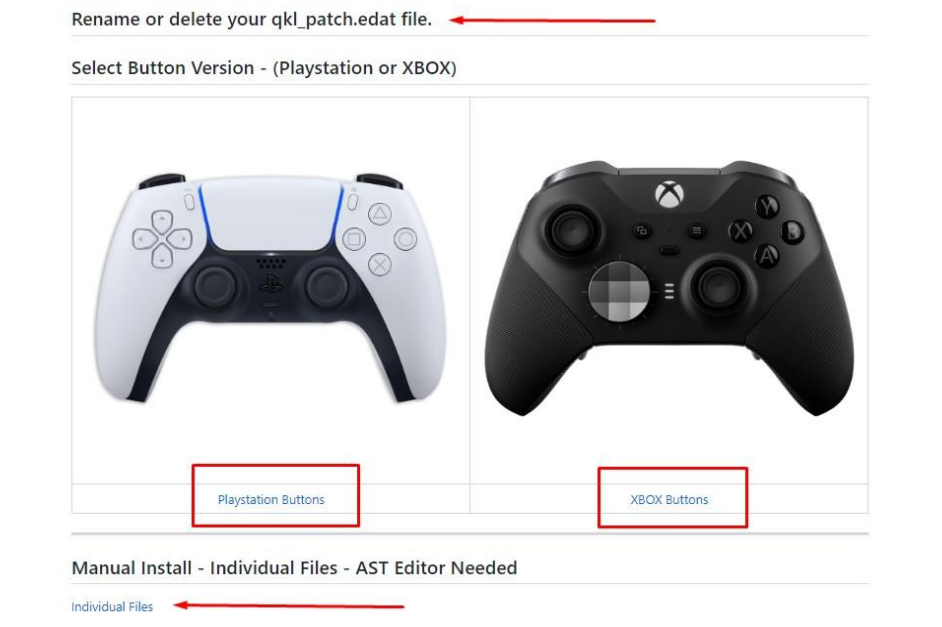 Rename or delete your qkl_patch.edat file.
Select Button Version - (Playstation or XBOX)
Y
X
B
A
Playstation Buttons
XBOX Buttons
Manual Install - Individual Files - AST Editor Needed
Individual Files